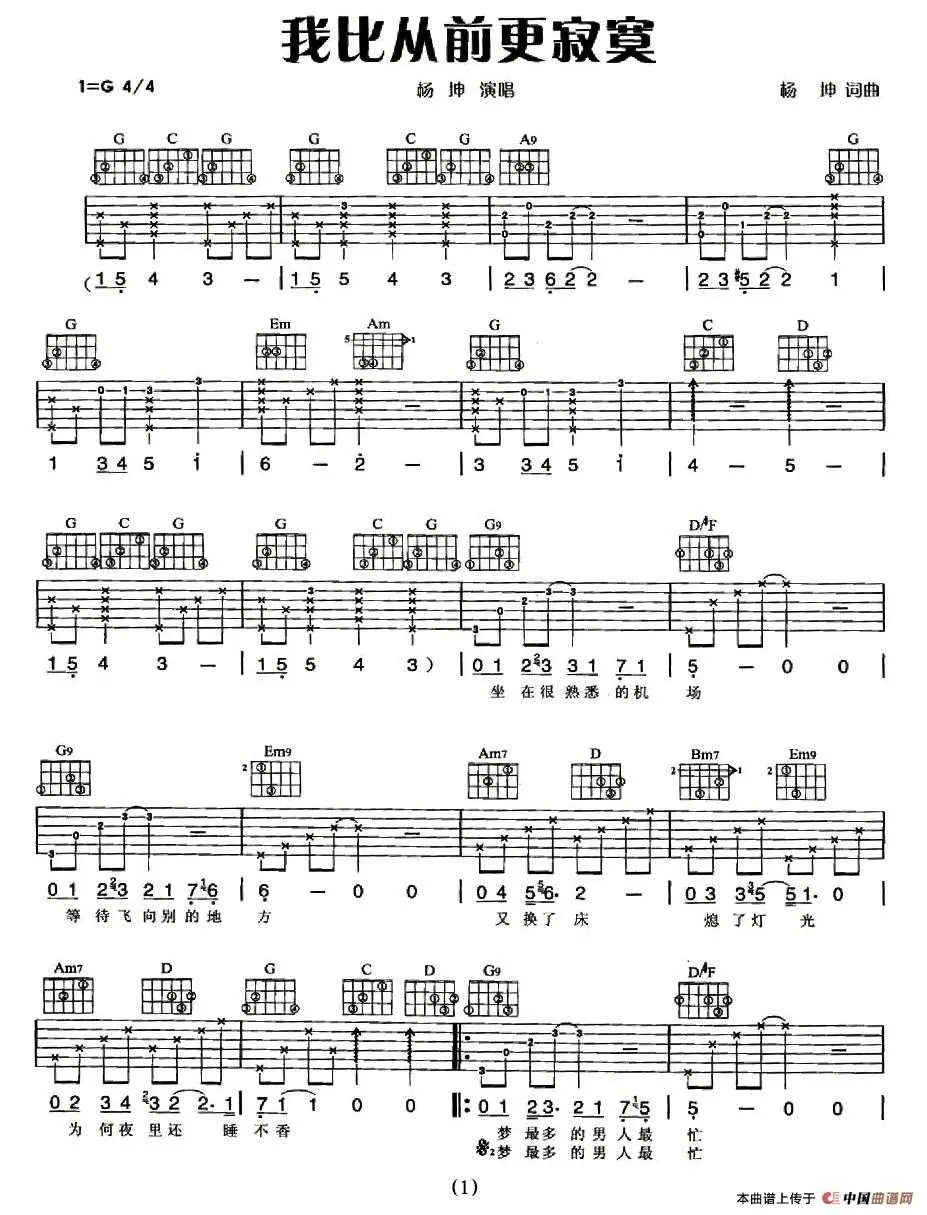 我比从前更寂寞
1=G 4/4 杨 坤 演唱 杨 坤 词曲
G C G G C G A9 G
(1 5 4 3 – | 1 5 5 4 3 | 2 3 6 2 2 – | 2 3 #5 2 2 1 |
G Em Am G C D
5 1
1 3 4 5 i | 6 – 2 – | 3 3 4 5 i | 4 – 5 – |
G C G G C G G9 D/#F
1 5 4 3 – | 1 5 5 4 3 ) | 0 1 2 3 3 1 7 1 | 5 – 0 0 |
坐 在 很 熟 悉 的 机 场
G9 Em9 Am7 D Bm7 Em9
2 2 1 2
0 1 2 3 2 1 7 6 | 6 – 0 0 | 0 4 5 6· 2 – | 0 3 3 5 5 1· 0 0 |
等 待 飞 向 别 的 地 方 又 换 了 床 熄 了 灯 光
Am7 D G C D G9 D/#F
0 2 3 4 3 2 2· 1 | 7 1 1 0 0 |: 0 1 2 3· 2 1 7 5 | 5 – 0 0 |
为 何 夜 里 还 睡 不 香 梦 最 多 的 男 人 最 忙
2 梦 最 多 的 男 人 最 忙
(1)
本曲谱上传于 中国曲谱网